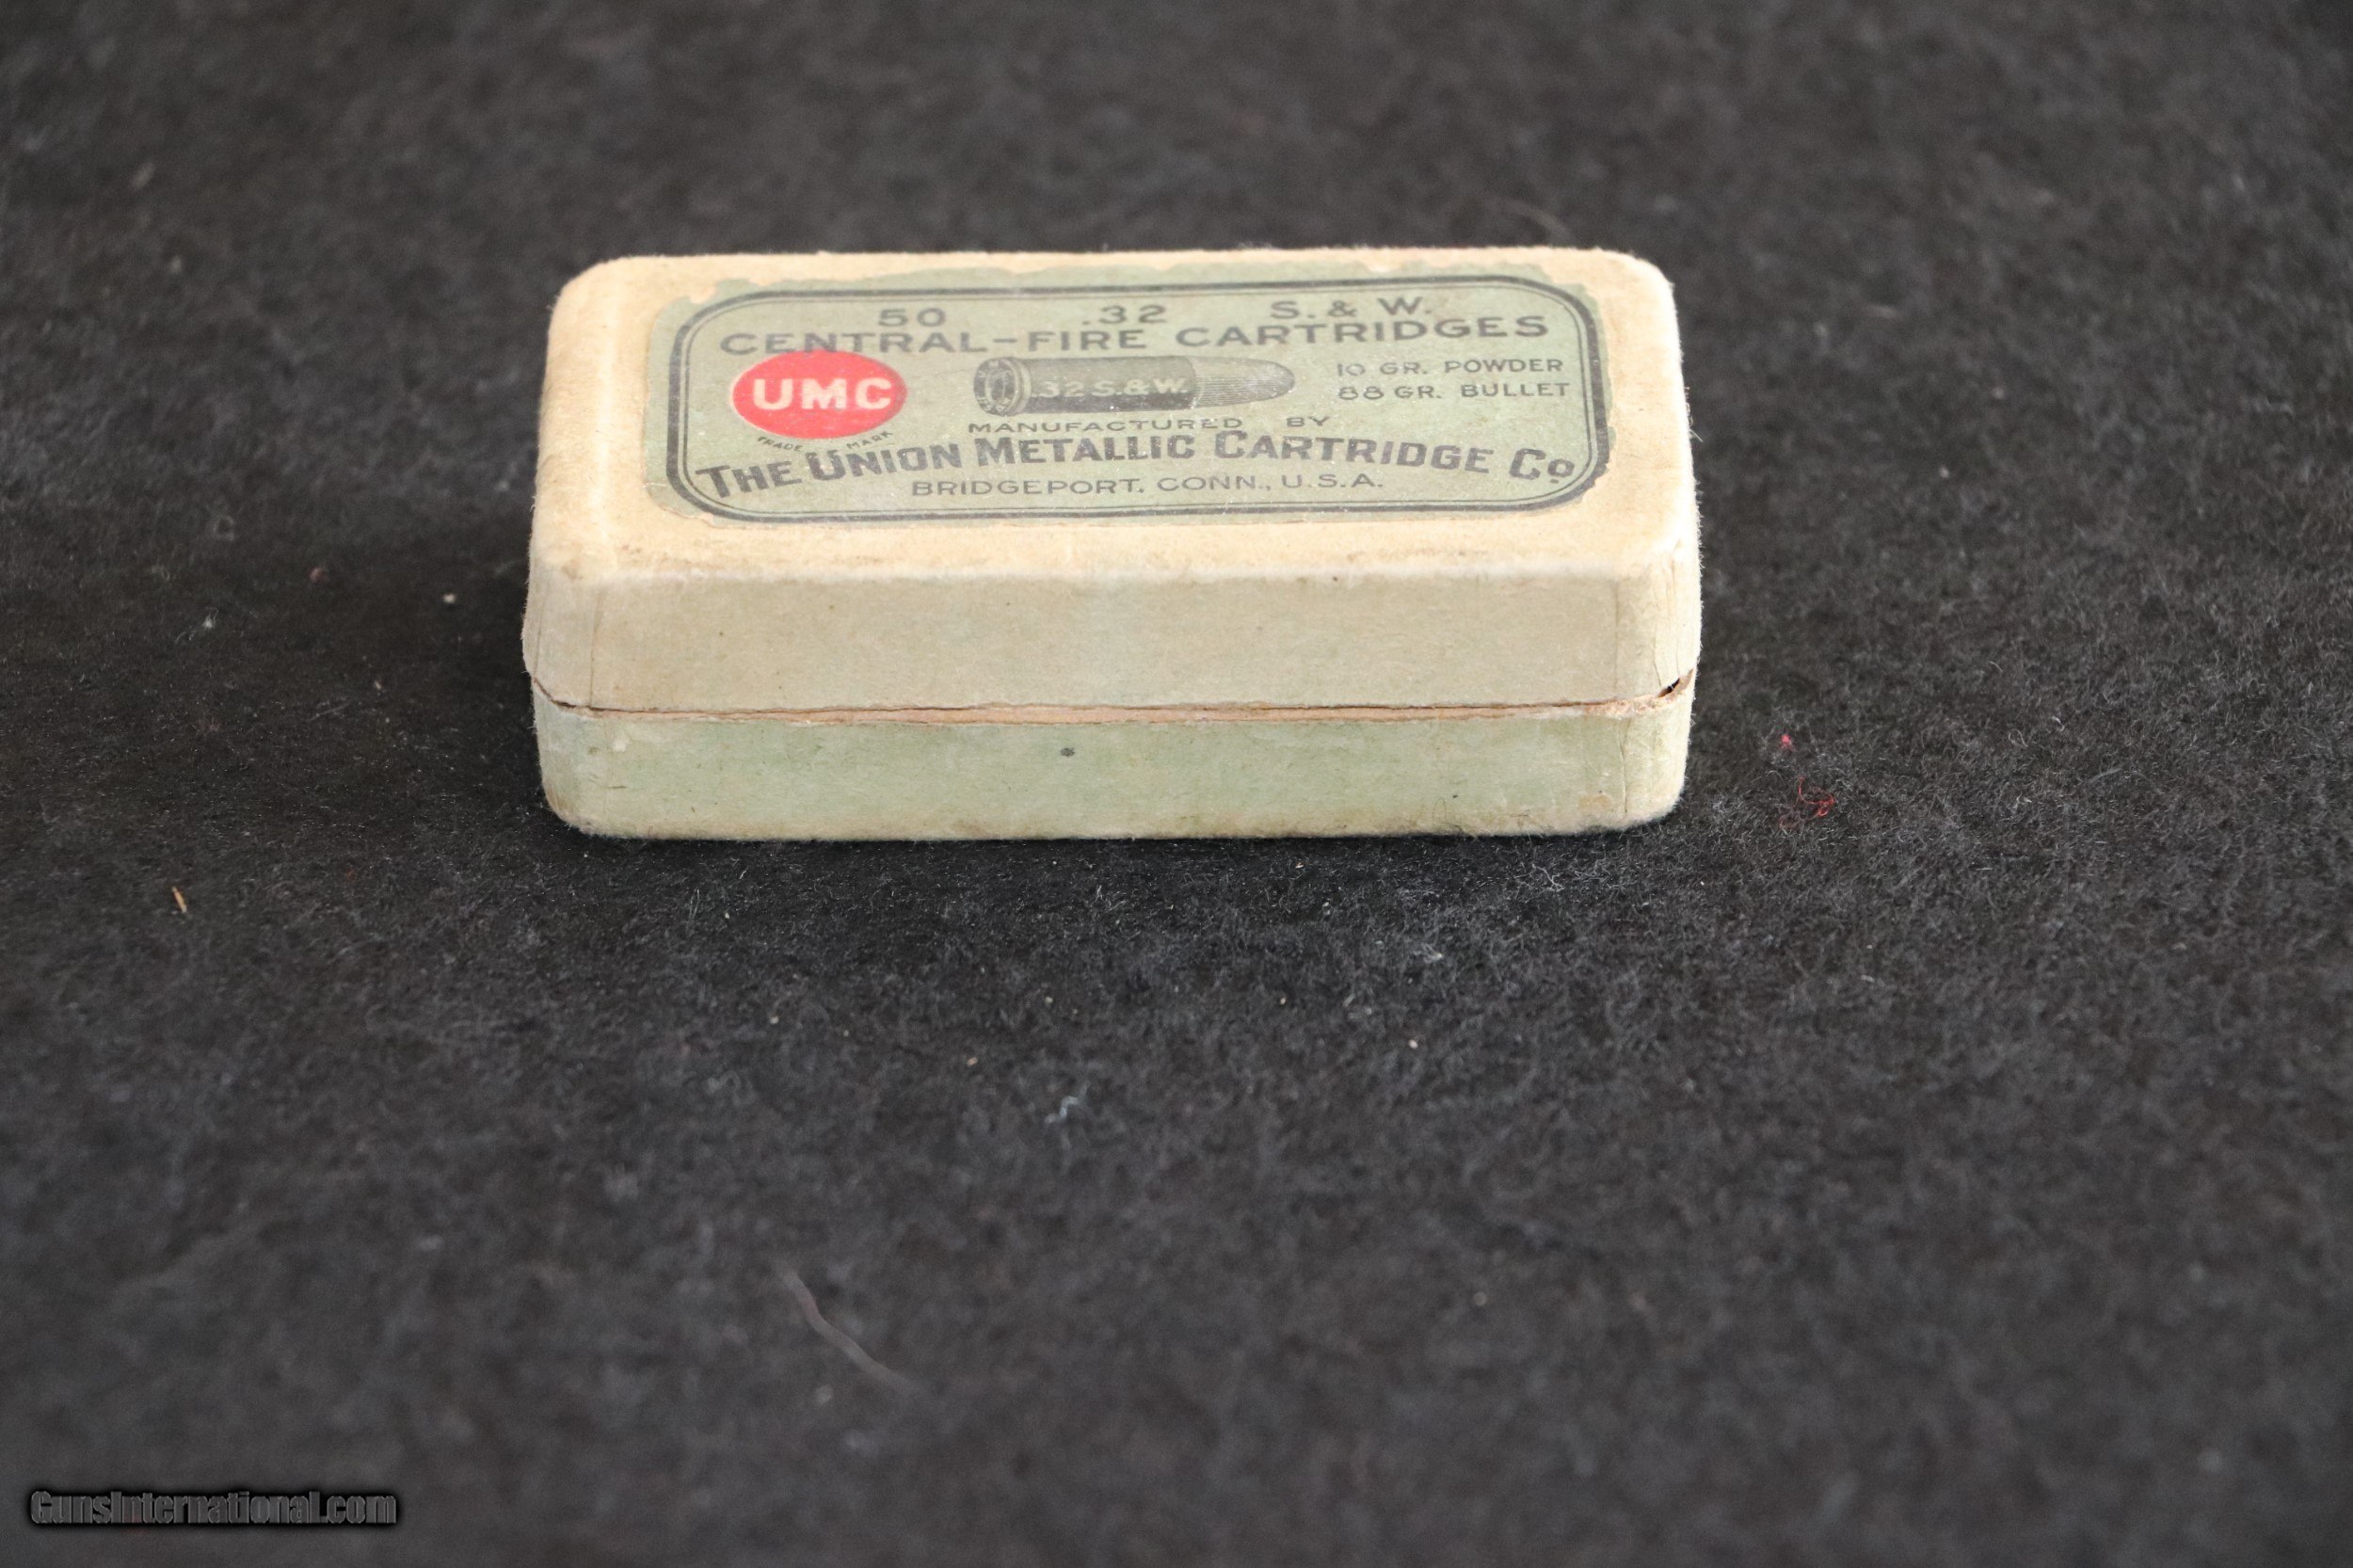 50 .32 S. & W.
CENTRAL-FIRE CARTRIDGES
UMC
TRADE MARK
.32 S.&W.
10 GR. POWDER
88 GR. BULLET
MANUFACTURED BY
THE UNION METALLIC CARTRIDGE Co.
BRIDGEPORT, CONN., U.S.A.
GunsInternational.com